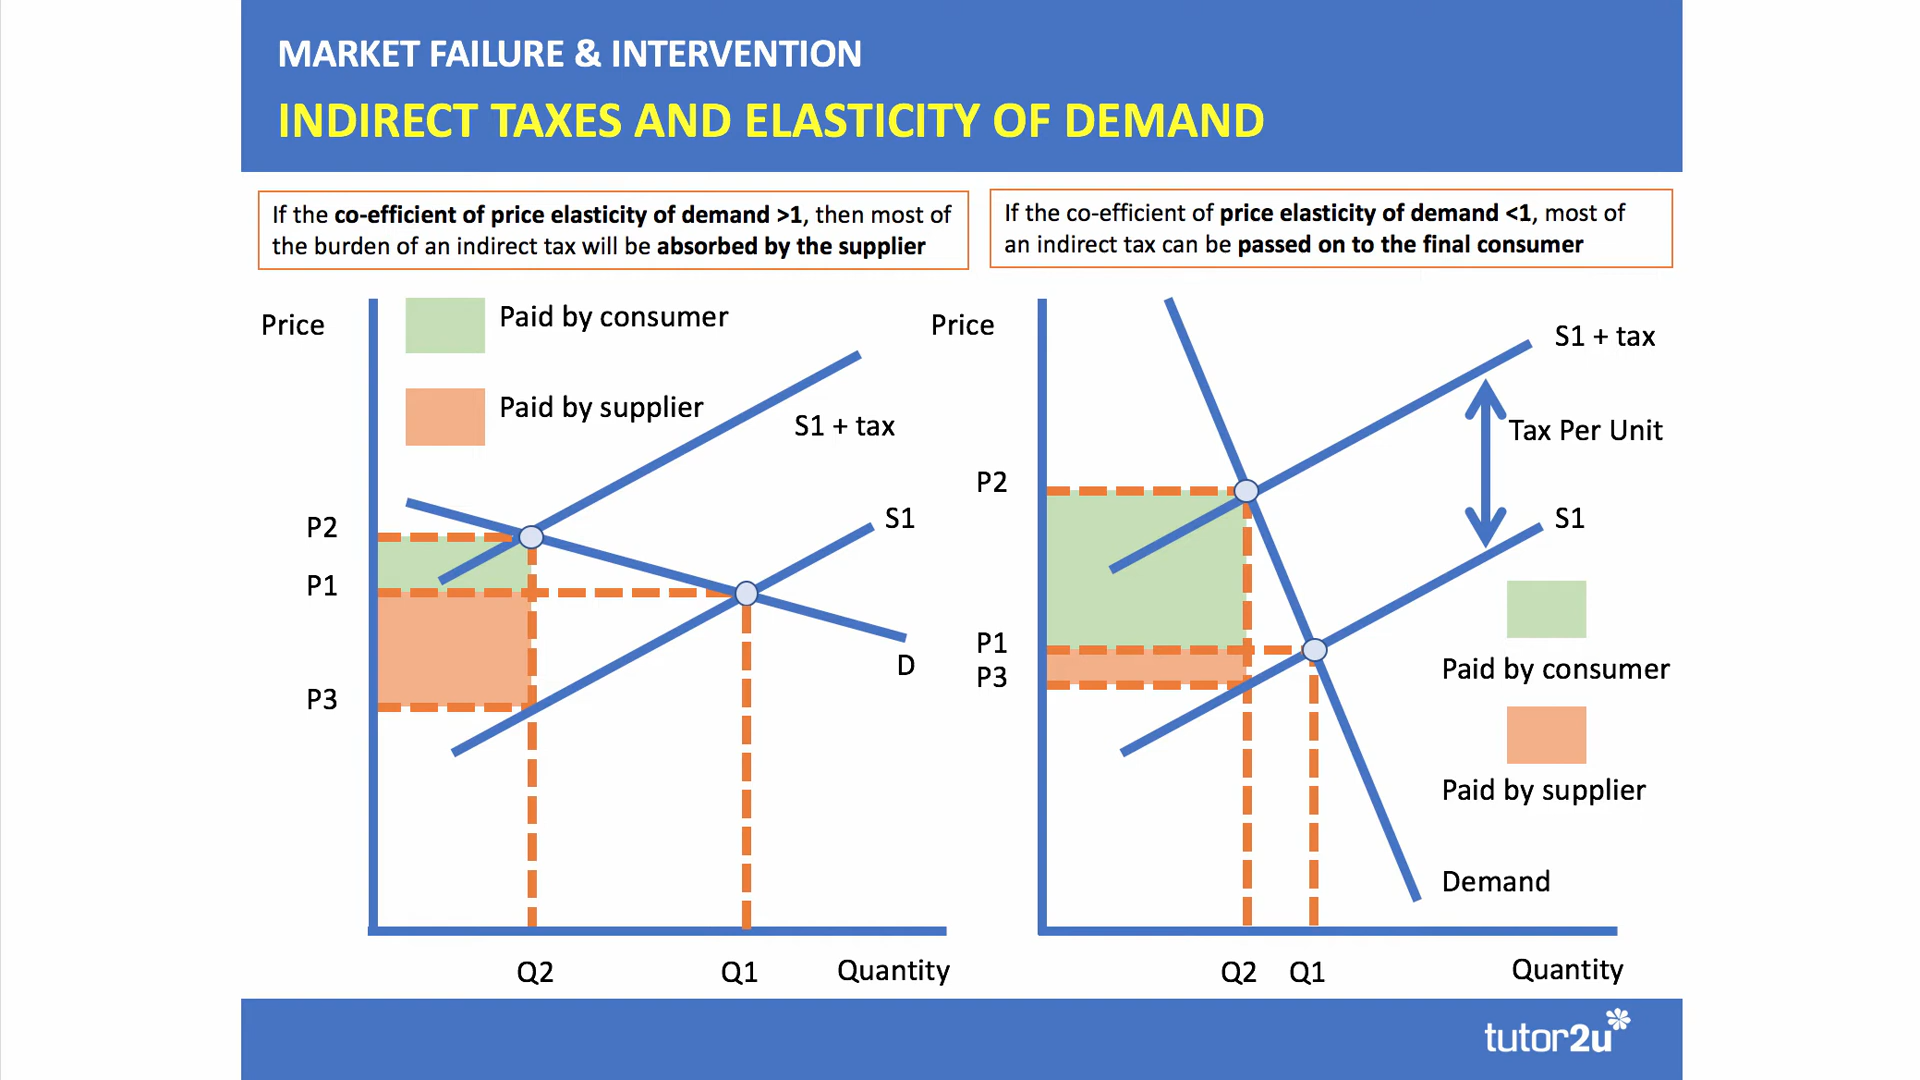 MARKET FAILURE & INTERVENTION
INDIRECT TAXES AND ELASTICITY OF DEMAND
If the co-efficient of price elasticity of demand >1, then most of
the burden of an indirect tax will be absorbed by the supplier
If the co-efficient of price elasticity of demand <1, most of
an indirect tax can be passed on to the final consumer
Price
Paid by consumer
Paid by supplier
S1 + tax
S1
P2
P1
P3
D
Q2
Q1
Quantity
Price
S1 + tax
Tax Per Unit
P2
S1
P1
P3
Paid by consumer
Paid by supplier
Demand
Q2
Q1
Quantity
tutor2u